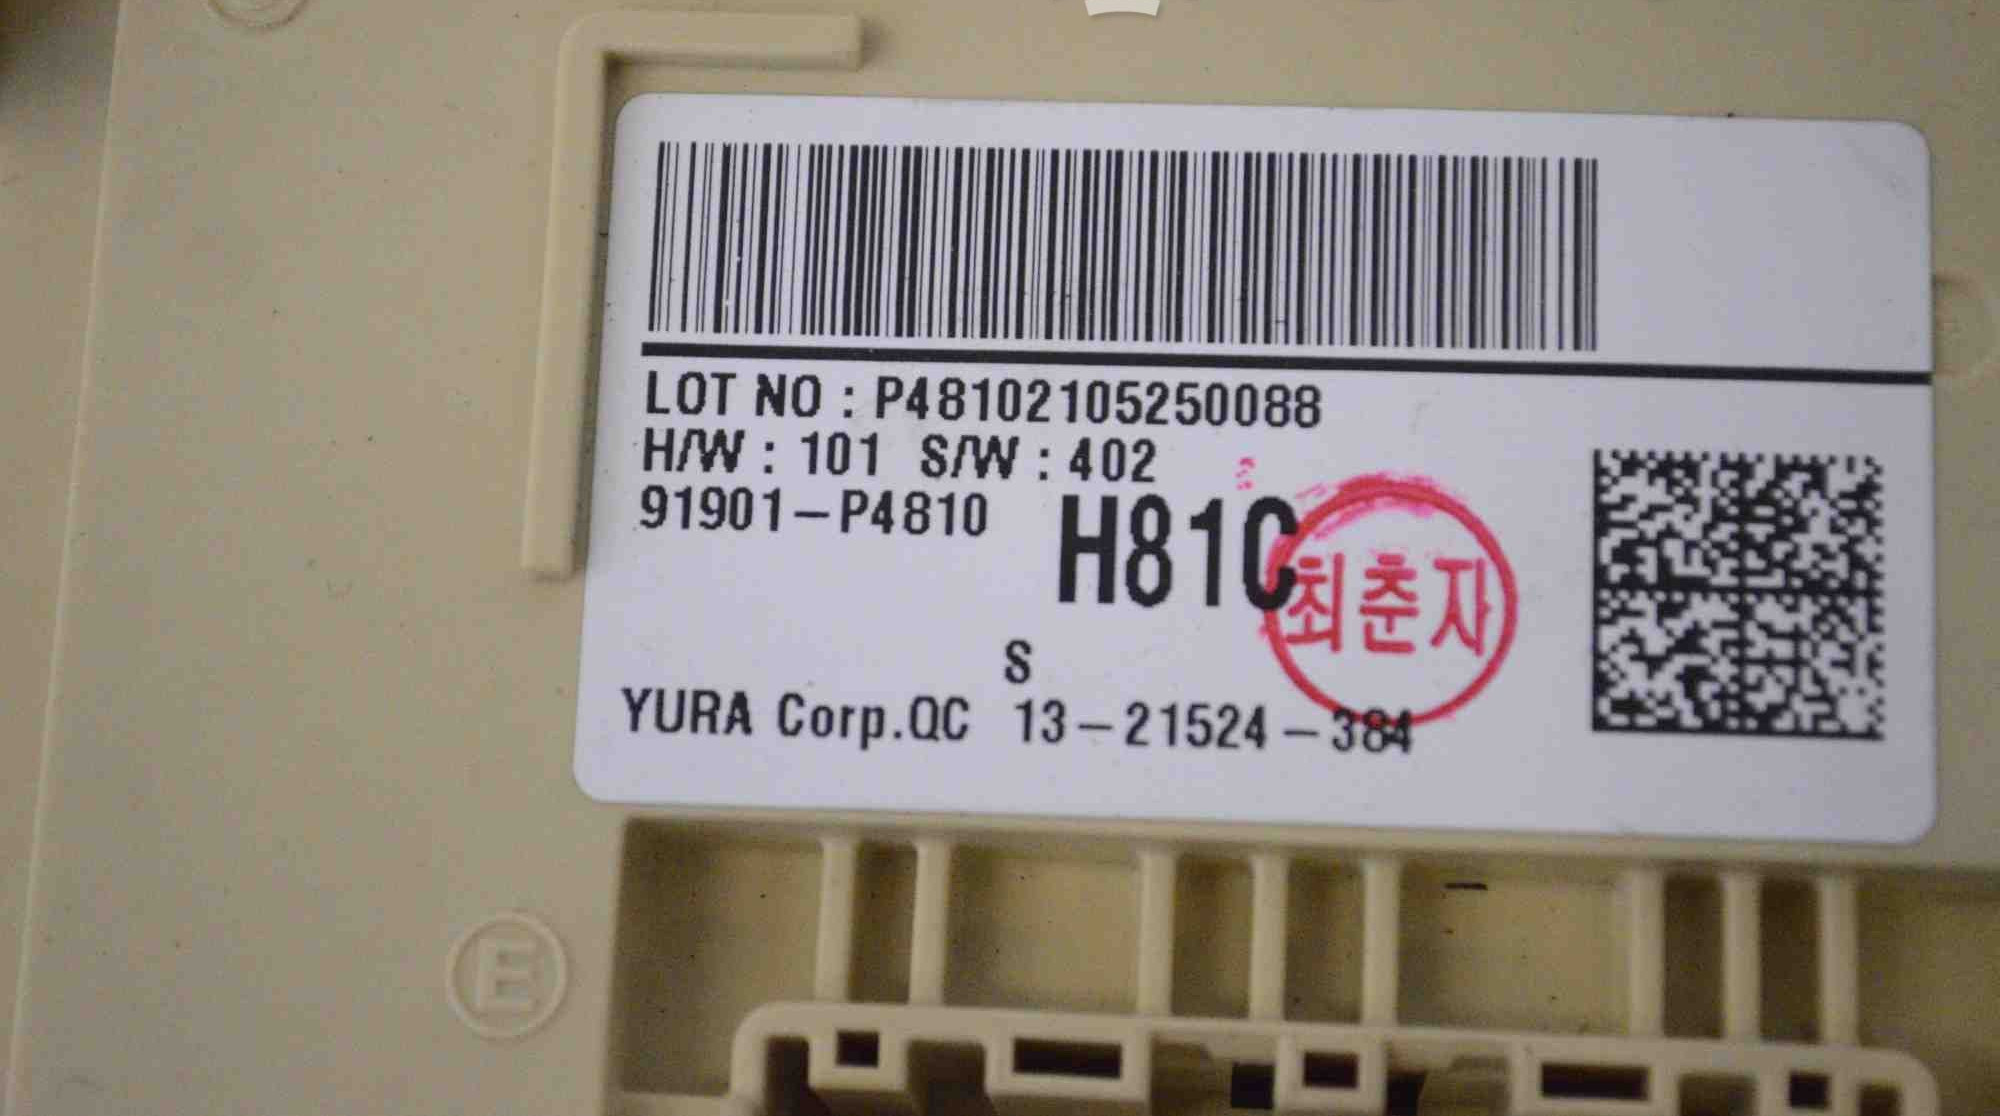 LOT NO : P48102105250088
H/W : 101 S/W : 402
91901-P4810
H81C
최춘자
S
YURA Corp.QC 13-21524-384
E